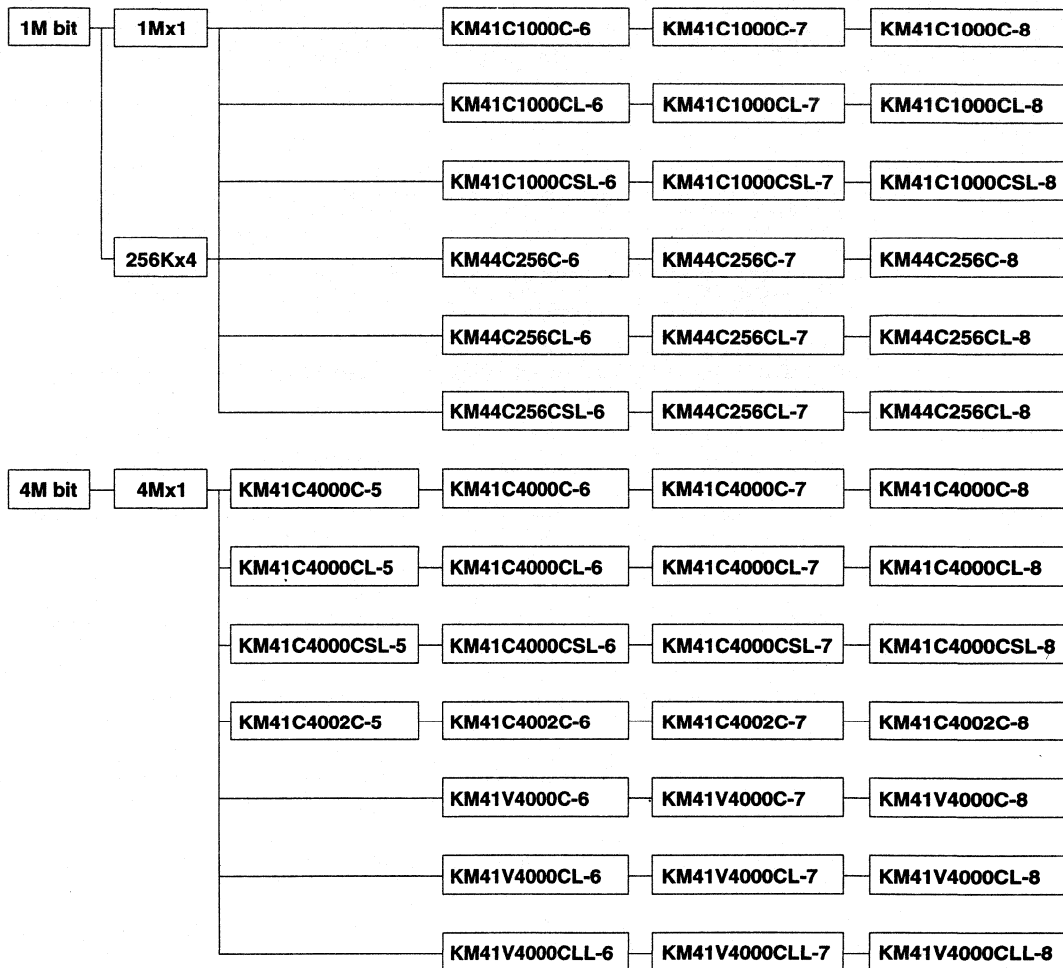 1M bit 1Mx1 KM41C1000C-6 KM41C1000C-7 KM41C1000C-8
KM41C1000CL-6 KM41C1000CL-7 KM41C1000CL-8
KM41C1000CSL-6 KM41C1000CSL-7 KM41C1000CSL-8
256Kx4 KM44C256C-6 KM44C256C-7 KM44C256C-8
KM44C256CL-6 KM44C256CL-7 KM44C256CL-8
KM44C256CSL-6 KM44C256CL-7 KM44C256CL-8
4M bit 4Mx1 KM41C4000C-5 KM41C4000C-6 KM41C4000C-7 KM41C4000C-8
KM41C4000CL-5 KM41C4000CL-6 KM41C4000CL-7 KM41C4000CL-8
KM41C4000CSL-5 KM41C4000CSL-6 KM41C4000CSL-7 KM41C4000CSL-8
KM41C4002C-5 KM41C4002C-6 KM41C4002C-7 KM41C4002C-8
KM41V4000C-6 KM41V4000C-7 KM41V4000C-8
KM41V4000CL-6 KM41V4000CL-7 KM41V4000CL-8
KM41V4000CLL-6 KM41V4000CLL-7 KM41V4000CLL-8